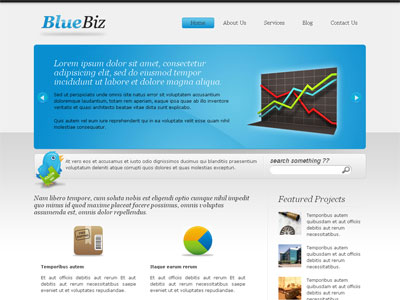 BlueBiz
Home About Us Services Blog Contact Us
Lorem ipsum dolor sit amet, consectetur
adipisicing elit, sed do eiusmod tempor
incididunt ut labore et dolore magna aliqua.
Sed ut perspiciatis unde omnis iste natus error sit voluptatem accusantium
doloremque laudantium, totam rem aperiam, eaque ipsa quae ab illo inventore
veritatis et quasi architecto beatae vitae dicta sunt explicabo.
Quis autem vel eum iure reprehenderit qui in ea voluptate velit esse quam nihil
consequatur
At vero eos et accusamus et iusto odio dignissimos ducimus qui blanditiis praesentium
voluptatum deleniti atque corrupti quos dolores et quas molestias excepturi.
search something ??
Nam libero tempore, cum soluta nobis est eligendi optio cumque nihil impedit
quo minus id quod maxime placeat facere possimus, omnis voluptas
assumenda est, omnis dolor repellendus.
Featured Projects
Temporibus autem
quibusdam et aut officiis
debitis aut rerum
necessitatibus.
Temporibus autem
quibusdam et aut officiis
debitis aut rerum
necessitatibus.
Temporibus autem
quibusdam et aut officiis
debitis aut rerum
necessitatibus.
Temporibus autem
Et aut officiis debitis aut rerum Et aut
debitis aut rerum necessitatibus saepe
eveniet ut et voluptates repudiandae.
Itaque earum rerum
Et aut officiis debitis aut rerum Et aut
debitis aut rerum necessitatibus saepe
eveniet ut et voluptates repudiandae.